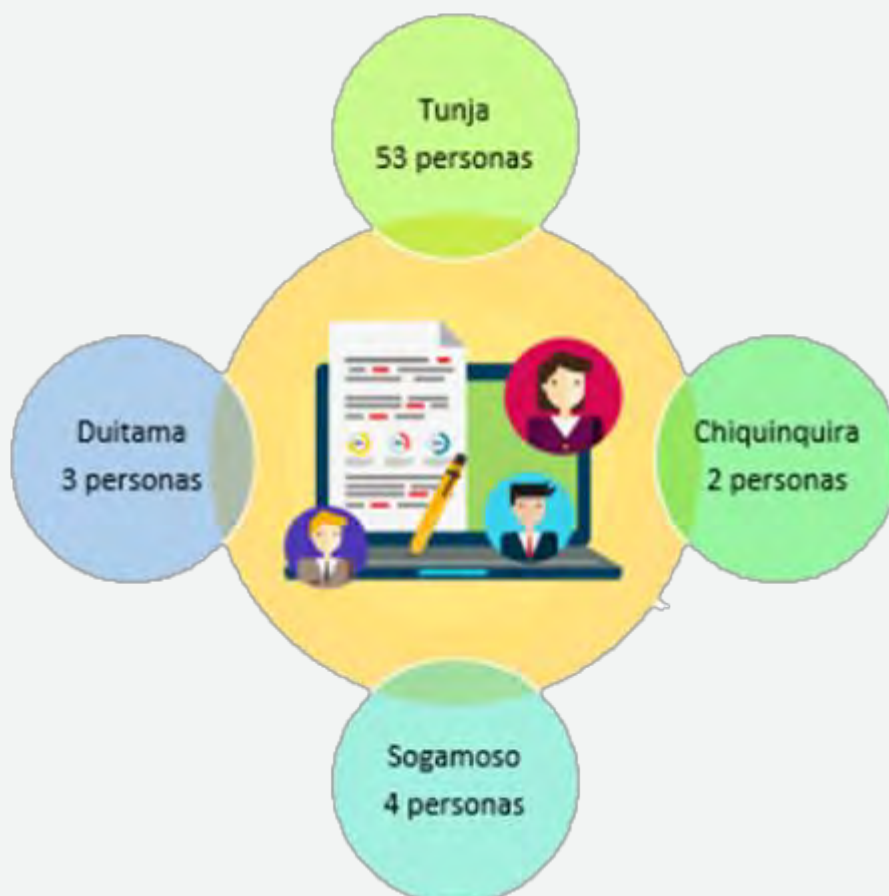 Tunja
53 personas
Duitama
3 personas
Chiquinquira
2 personas
Sogamoso
4 personas